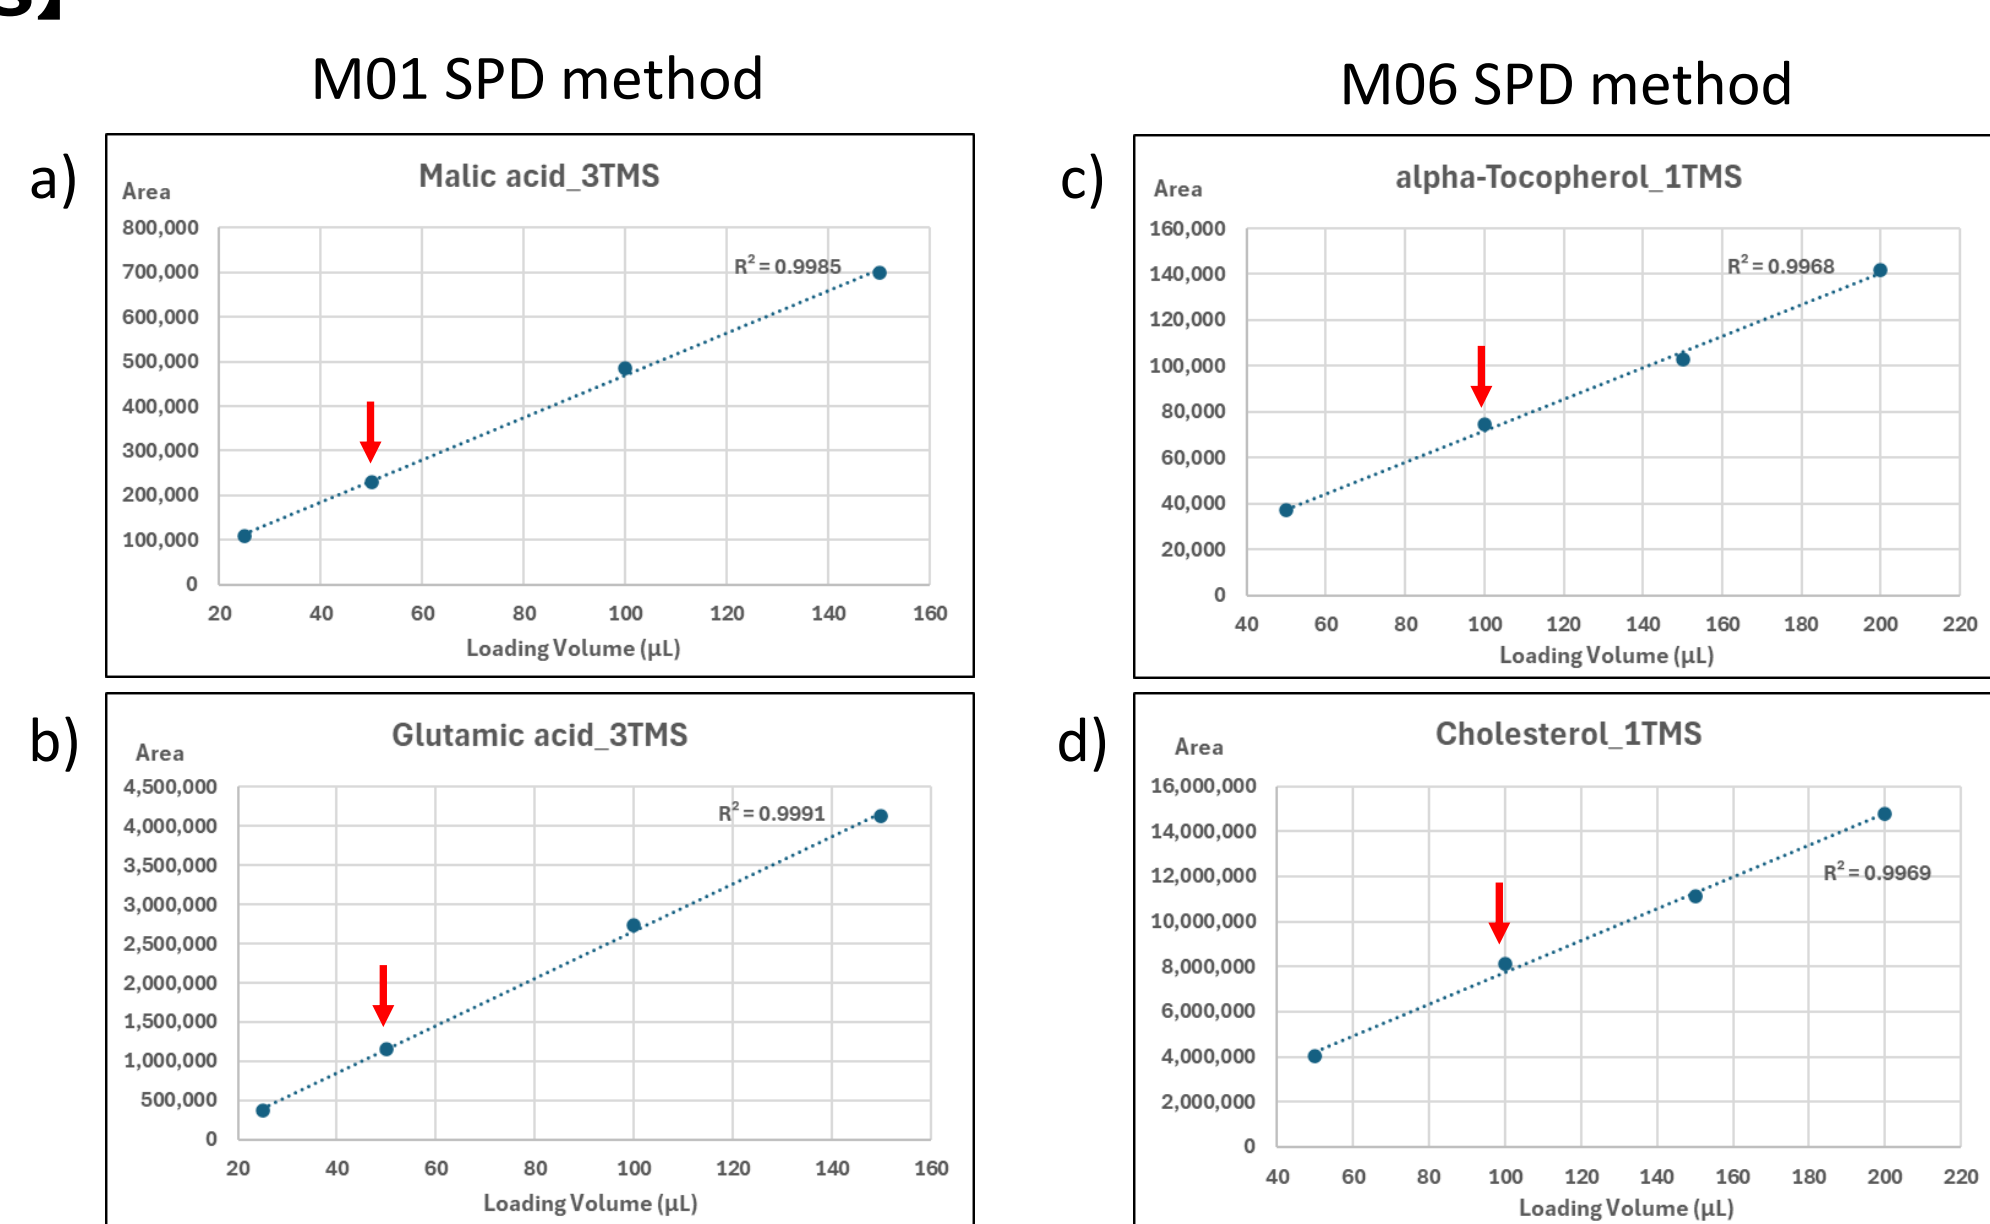 s】
M01 SPD method
M06 SPD method
a)
Malic acid_3TMS
Area
800,000
700,000
600,000
500,000
400,000
300,000
200,000
100,000
0
R² = 0.9985
20 40 60 80 100 120 140 160
Loading Volume (µL)
c)
alpha-Tocopherol_1TMS
Area
160,000
140,000
120,000
100,000
80,000
60,000
40,000
20,000
0
R² = 0.9968
40 60 80 100 120 140 160 180 200 220
Loading Volume (µL)
b)
Glutamic acid_3TMS
Area
4,500,000
4,000,000
3,500,000
3,000,000
2,500,000
2,000,000
1,500,000
1,000,000
500,000
0
R² = 0.9991
20 40 60 80 100 120 140 160
Loading Volume (µL)
d)
Cholesterol_1TMS
Area
16,000,000
14,000,000
12,000,000
10,000,000
8,000,000
6,000,000
4,000,000
2,000,000
0
R² = 0.9969
40 60 80 100 120 140 160 180 200 220
Loading Volume (µL)